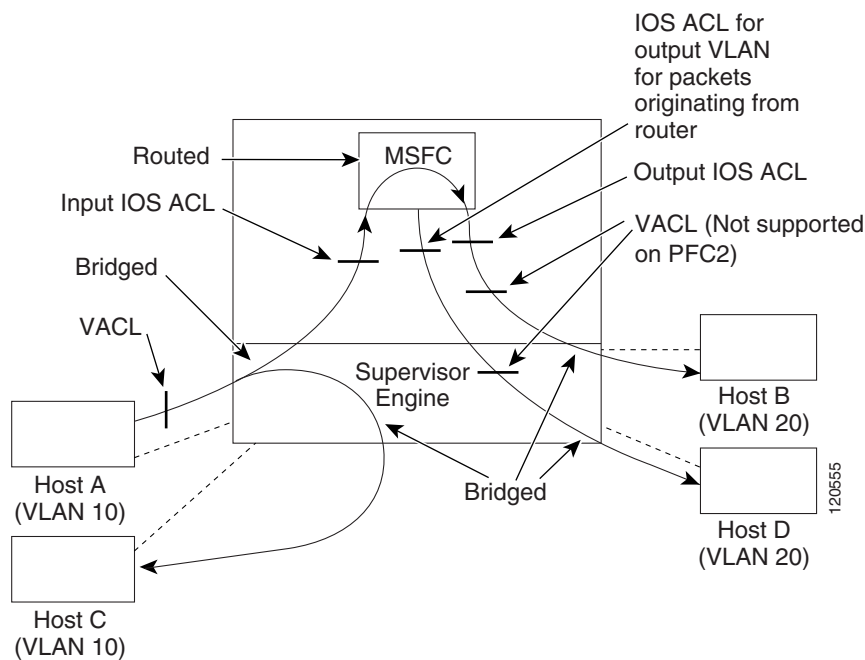 IOS ACL for
output VLAN
for packets
originating from
router
Routed
MSFC
Output IOS ACL
Input IOS ACL
VACL (Not supported
on PFC2)
Bridged
VACL
Supervisor
Engine
Host B
(VLAN 20)
Host A
(VLAN 10)
Bridged
Host D
(VLAN 20)
120555
Host C
(VLAN 10)